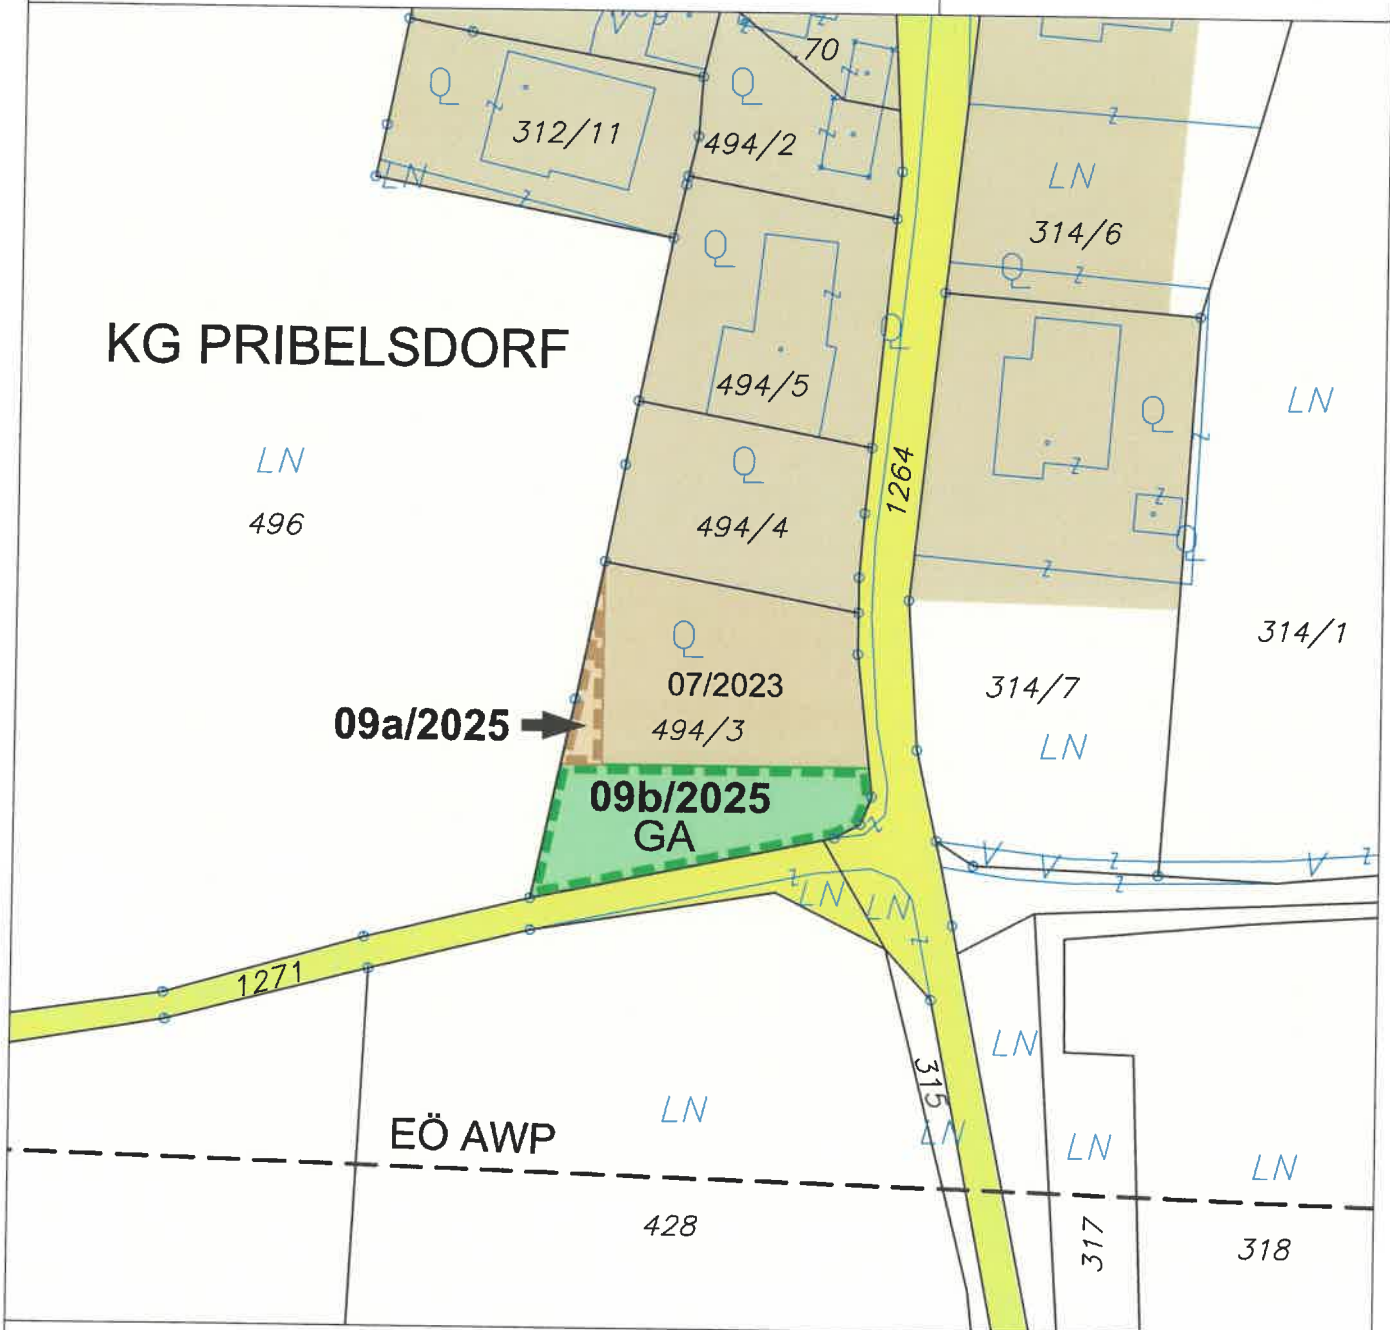 .70
312/11
494/2
LN
LN
314/6
494/5
KG PRIBELSDORF
LN
LN
496
494/4
1264
07/2023
494/3
09a/2025
314/1
314/7
LN
09b/2025
GA
V
V
V
LN
LN
1271
LN
315
LN
EÖ AWP
LN
LN
LN
428
317
318